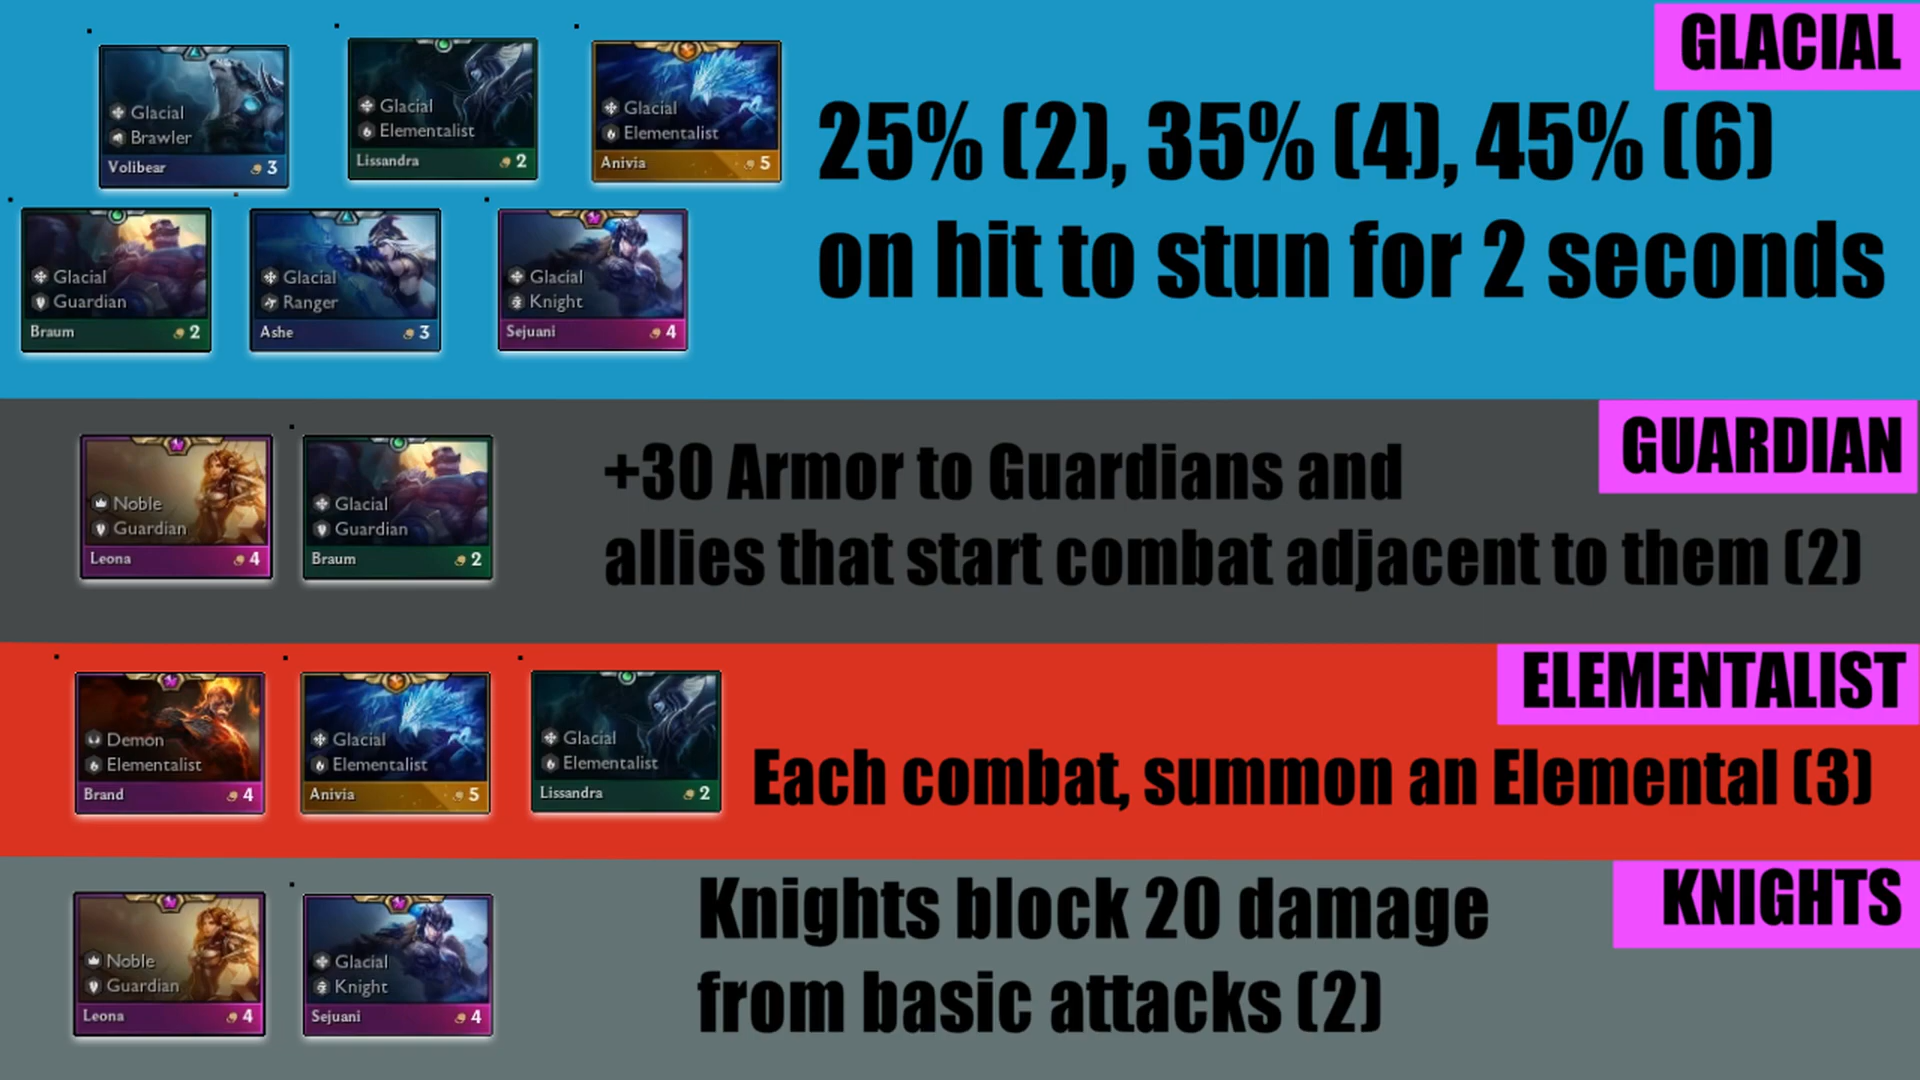 GLACIAL
Glacial
Brawler
Volibear 3
Glacial
Elementalist
Lissandra 2
Glacial
Elementalist
Anivia 5
25% (2), 35% (4), 45% (6)
on hit to stun for 2 seconds
Glacial
Guardian
Braum 2
Glacial
Ranger
Ashe 3
Glacial
Knight
Sejuani 4
GUARDIAN
Noble
Guardian
Leona 4
Glacial
Guardian
Braum 2
+30 Armor to Guardians and
allies that start combat adjacent to them (2)
ELEMENTALIST
Demon
Elementalist
Brand 4
Glacial
Elementalist
Anivia 5
Glacial
Elementalist
Lissandra 2
Each combat, summon an Elemental (3)
KNIGHTS
Noble
Guardian
Leona 4
Glacial
Knight
Sejuani 4
Knights block 20 damage
from basic attacks (2)